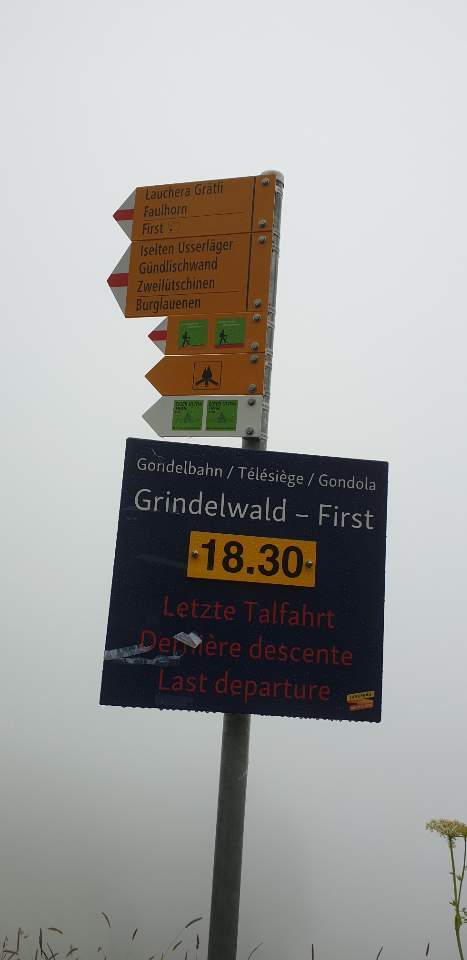 Lauchera Grätli
Faulhorn
First
Iselten Usserläger
Gündlischwand
Zweilütschinen
Burglauenen
Gondelbahn / Télésiège / Gondola
Grindelwald – First
18.30
Letzte Talfahrt
Dernière descente
Last departure